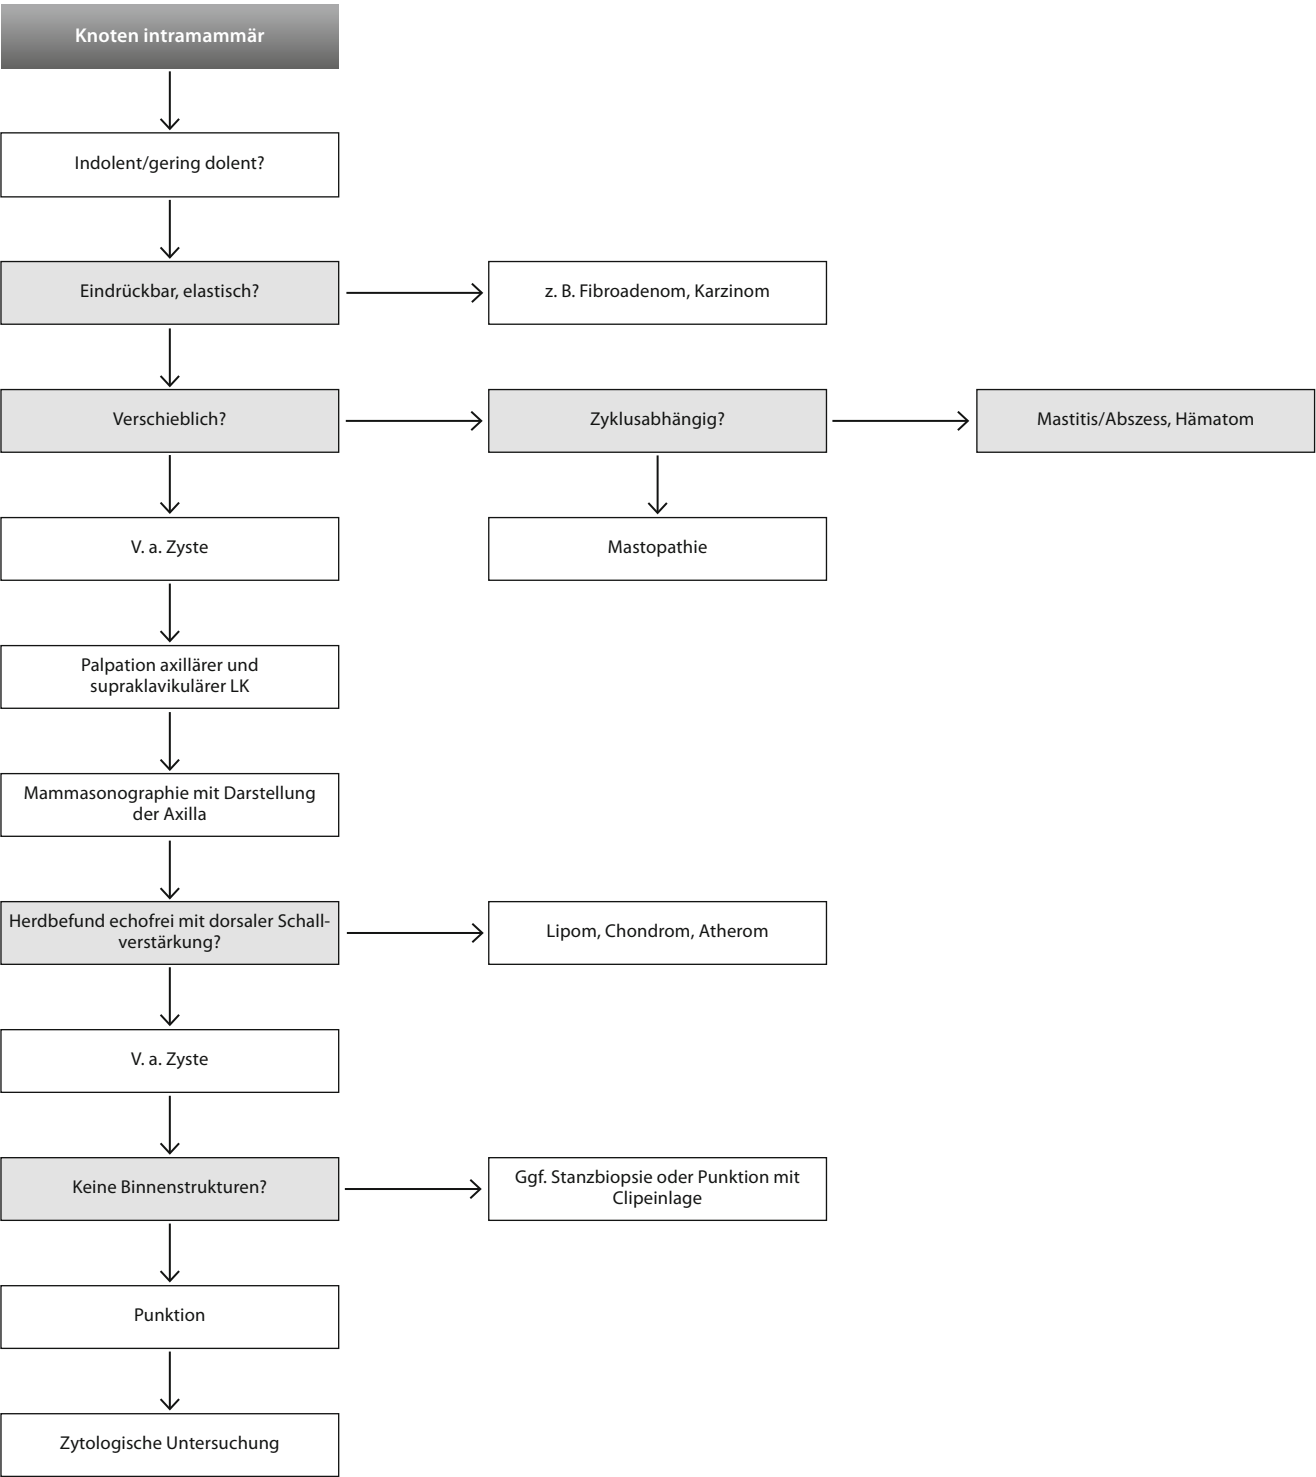 Knoten intramammär
Indolent/gering dolent?
Eindrückbar, elastisch?
z. B. Fibroadenom, Karzinom
Verschieblich?
Zyklusabhängig?
Mastitis/Abszess, Hämatom
V. a. Zyste
Mastopathie
Palpation axillärer und
supraklavikulärer LK
Mammasonographie mit Darstellung
der Axilla
Herdbefund echofrei mit dorsaler Schall-
verstärkung?
Lipom, Chondrom, Atherom
V. a. Zyste
Keine Binnenstrukturen?
Ggf. Stanzbiopsie oder Punktion mit
Clipeinlage
Punktion
Zytologische Untersuchung